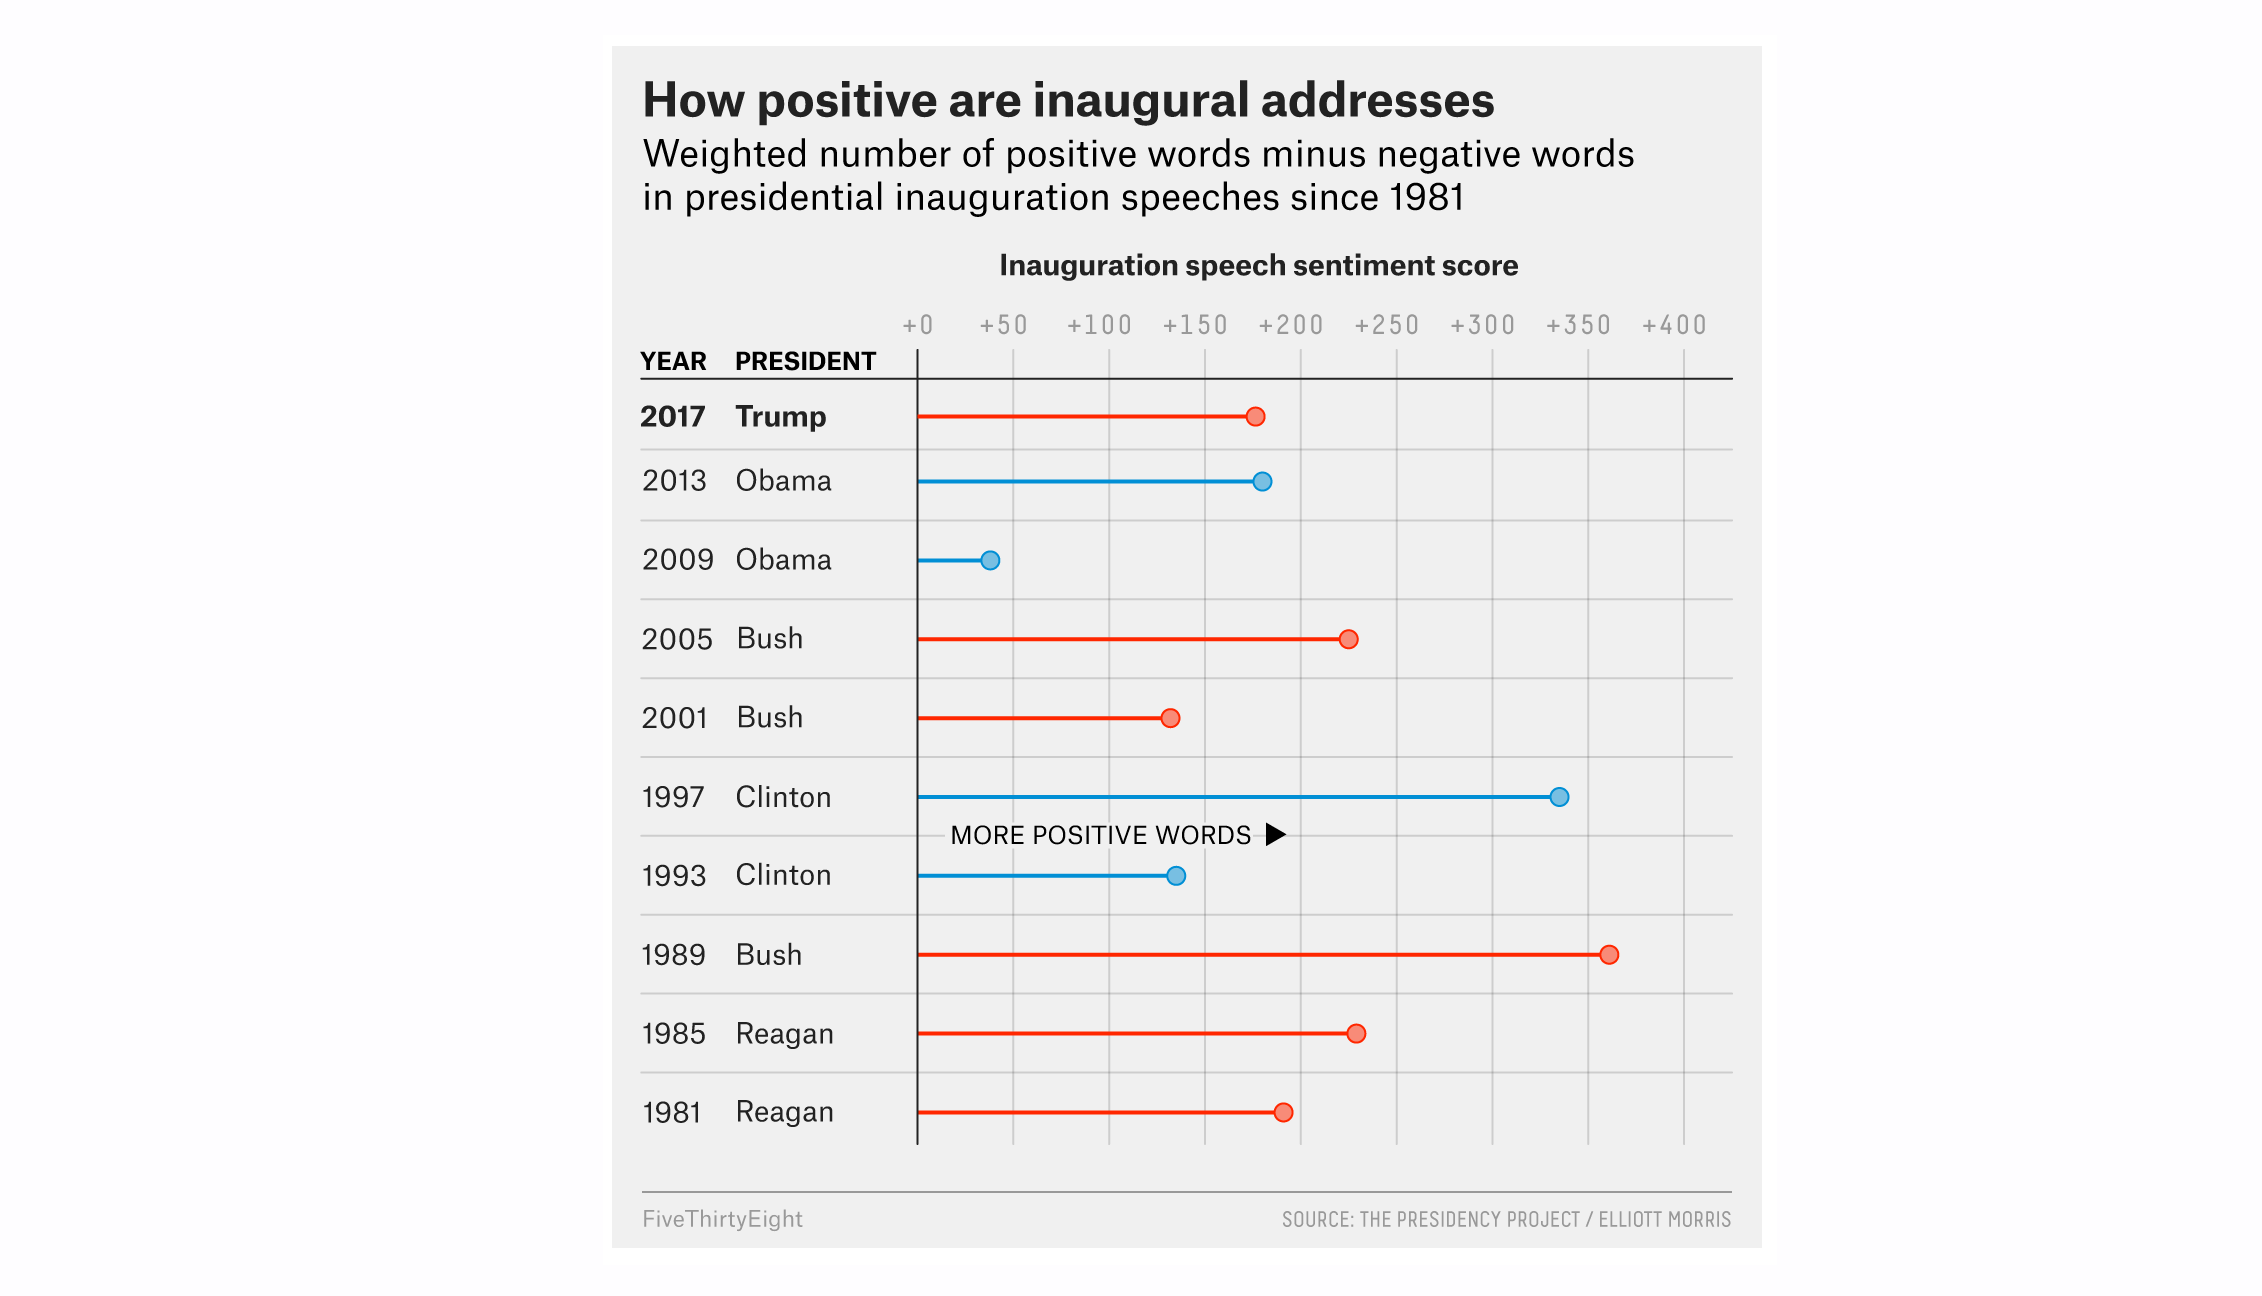 How positive are inaugural addresses
Weighted number of positive words minus negative words
in presidential inauguration speeches since 1981
Inauguration speech sentiment score
+0 +50 +100 +150 +200 +250 +300 +350 +400
YEAR PRESIDENT
2017 Trump
2013 Obama
2009 Obama
2005 Bush
2001 Bush
1997 Clinton
MORE POSITIVE WORDS ▶
1993 Clinton
1989 Bush
1985 Reagan
1981 Reagan
FiveThirtyEight SOURCE: THE PRESIDENCY PROJECT / ELLIOTT MORRIS